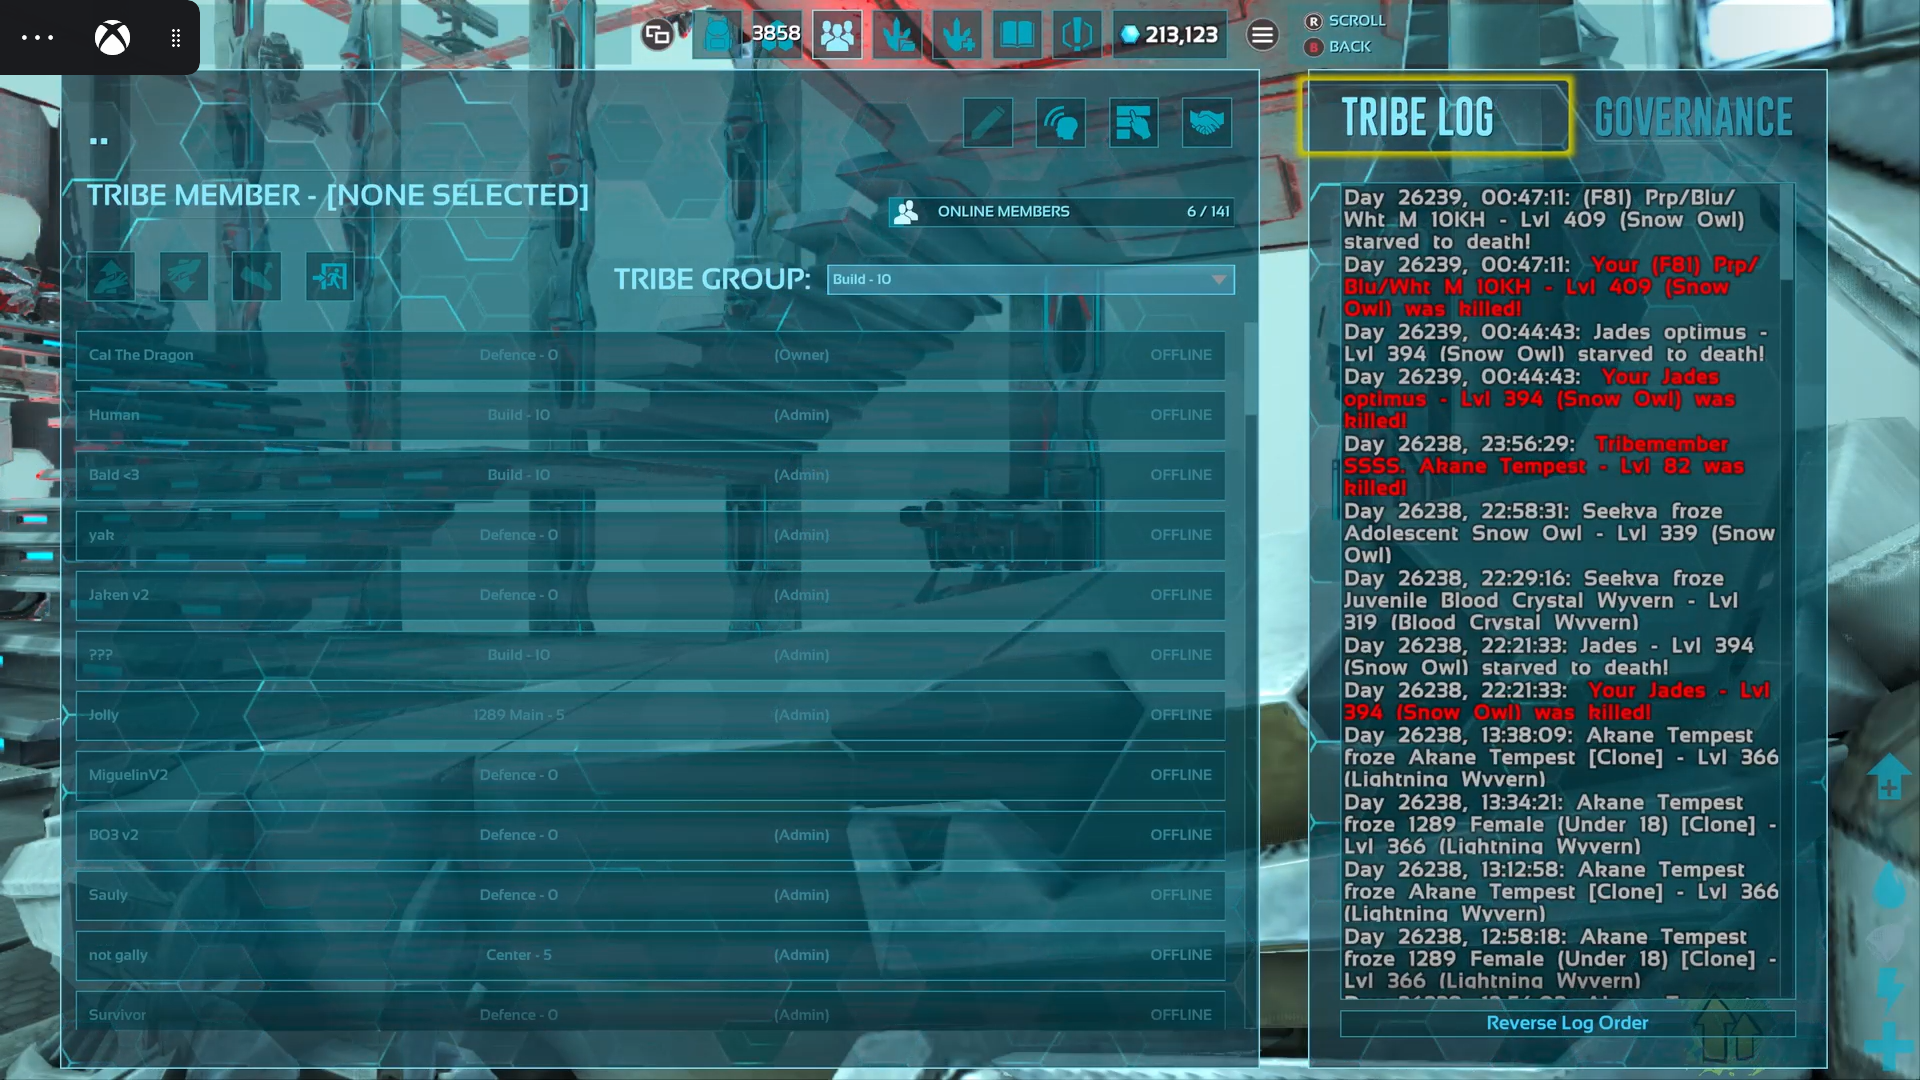 3858
213,123
R SCROLL
B BACK
..
TRIBE MEMBER - [NONE SELECTED]
ONLINE MEMBERS 6 / 141
TRIBE GROUP: Build - 10
Cal The Dragon Defence - 0 (Owner) OFFLINE
Human Build - 10 (Admin) OFFLINE
Bald <3 Build - 10 (Admin) OFFLINE
yak Defence - 0 (Admin) OFFLINE
Jaken v2 Defence - 0 (Admin) OFFLINE
??? Build - 10 (Admin) OFFLINE
Jolly 1289 Main - 5 (Admin) OFFLINE
MiguelinV2 Defence - 0 (Admin) OFFLINE
BO3 v2 Defence - 0 (Admin) OFFLINE
Sauly Defence - 0 (Admin) OFFLINE
not gally Center - 5 (Admin) OFFLINE
Survivor Defence - 0 (Admin) OFFLINE
TRIBE LOG GOVERNANCE
Day 26239, 00:47:11: (F81) Prp/Blu/
Wht M 10KH - Lvl 409 (Snow Owl)
starved to death!
Day 26239, 00:47:11: Your (F81) Prp/
Blu/Wht M 10KH - Lvl 409 (Snow
Owl) was killed!
Day 26239, 00:44:43: Jades optimus -
Lvl 394 (Snow Owl) starved to death!
Day 26239, 00:44:43: Your Jades
optimus - Lvl 394 (Snow Owl) was
killed!
Day 26238, 23:56:29: Tribemember
SSSS. Akane Tempest - Lvl 82 was
killed!
Day 26238, 22:58:31: Seekva froze
Adolescent Snow Owl - Lvl 339 (Snow
Owl)
Day 26238, 22:29:16: Seekva froze
Juvenile Blood Crystal Wyvern - Lvl
319 (Blood Crystal Wyvern)
Day 26238, 22:21:33: Jades - Lvl 394
(Snow Owl) starved to death!
Day 26238, 22:21:33: Your Jades - Lvl
394 (Snow Owl) was killed!
Day 26238, 13:38:09: Akane Tempest
froze Akane Tempest [Clone] - Lvl 366
(Lightning Wyvern)
Day 26238, 13:34:21: Akane Tempest
froze 1289 Female (Under 18) [Clone] -
Lvl 366 (Lightning Wyvern)
Day 26238, 13:12:58: Akane Tempest
froze Akane Tempest [Clone] - Lvl 366
(Lightning Wyvern)
Day 26238, 12:58:18: Akane Tempest
froze 1289 Female (Under 18) [Clone] -
Lvl 366 (Lightning Wyvern)
Reverse Log Order